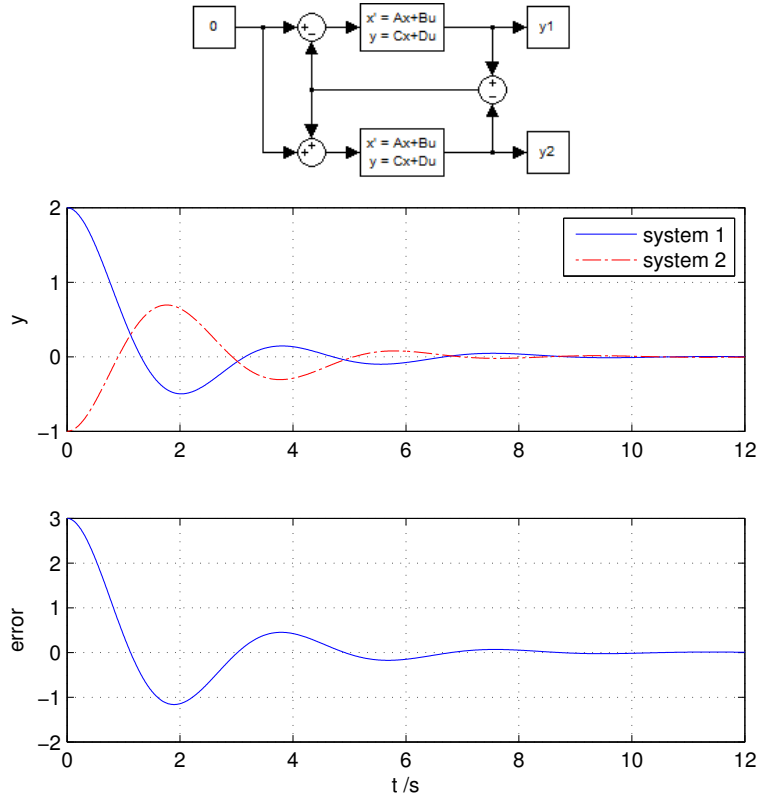 0
x' = Ax+Bu
y = Cx+Du
y1
x' = Ax+Bu
y = Cx+Du
y2
+
−
+
−
+
+
2
1
0
−1
y
system 1
system 2
0 2 4 6 8 10 12
3
2
1
0
−1
−2
error
0 2 4 6 8 10 12
t /s